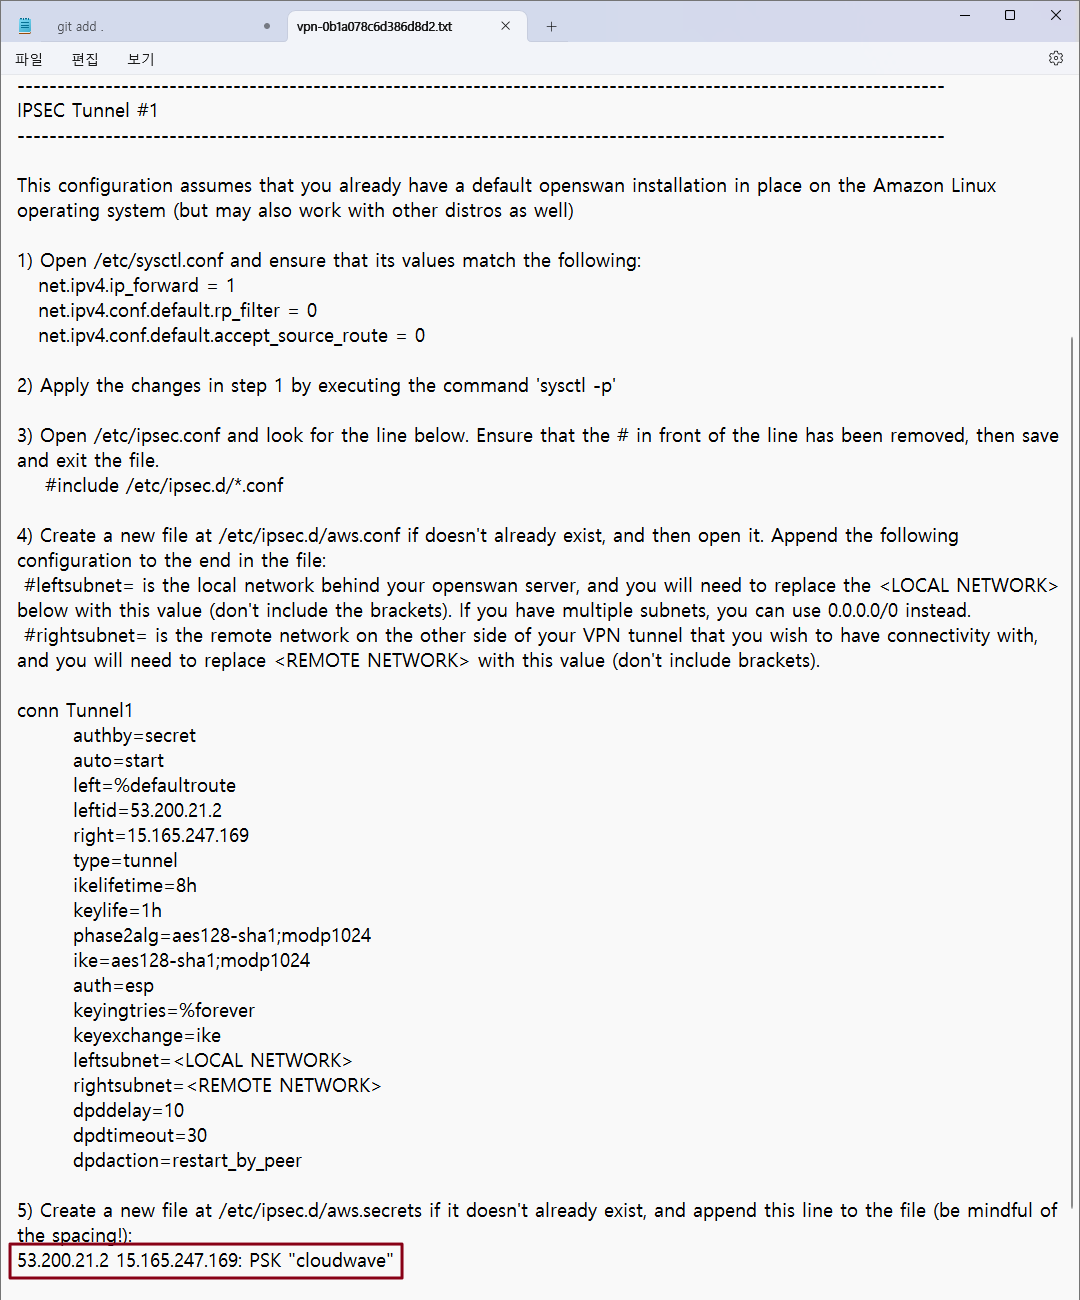 git add .
vpn-0b1a078c6d386d8d2.txt
파일 편집 보기
--------------------------------------------------------------------------------------------------------------------
IPSEC Tunnel #1
--------------------------------------------------------------------------------------------------------------------
This configuration assumes that you already have a default openswan installation in place on the Amazon Linux
operating system (but may also work with other distros as well)
1) Open /etc/sysctl.conf and ensure that its values match the following:
net.ipv4.ip_forward = 1
net.ipv4.conf.default.rp_filter = 0
net.ipv4.conf.default.accept_source_route = 0
2) Apply the changes in step 1 by executing the command 'sysctl -p'
3) Open /etc/ipsec.conf and look for the line below. Ensure that the # in front of the line has been removed, then save
and exit the file.
#include /etc/ipsec.d/*.conf
4) Create a new file at /etc/ipsec.d/aws.conf if doesn't already exist, and then open it. Append the following
configuration to the end in the file:
#leftsubnet= is the local network behind your openswan server, and you will need to replace the <LOCAL NETWORK>
below with this value (don't include the brackets). If you have multiple subnets, you can use 0.0.0.0/0 instead.
#rightsubnet= is the remote network on the other side of your VPN tunnel that you wish to have connectivity with,
and you will need to replace <REMOTE NETWORK> with this value (don't include brackets).
conn Tunnel1
authby=secret
auto=start
left=%defaultroute
leftid=53.200.21.2
right=15.165.247.169
type=tunnel
ikelifetime=8h
keylife=1h
phase2alg=aes128-sha1;modp1024
ike=aes128-sha1;modp1024
auth=esp
keyingtries=%forever
keyexchange=ike
leftsubnet=<LOCAL NETWORK>
rightsubnet=<REMOTE NETWORK>
dpddelay=10
dpdtimeout=30
dpdaction=restart_by_peer
5) Create a new file at /etc/ipsec.d/aws.secrets if it doesn't already exist, and append this line to the file (be mindful of
the spacing!):
53.200.21.2 15.165.247.169: PSK "cloudwave"